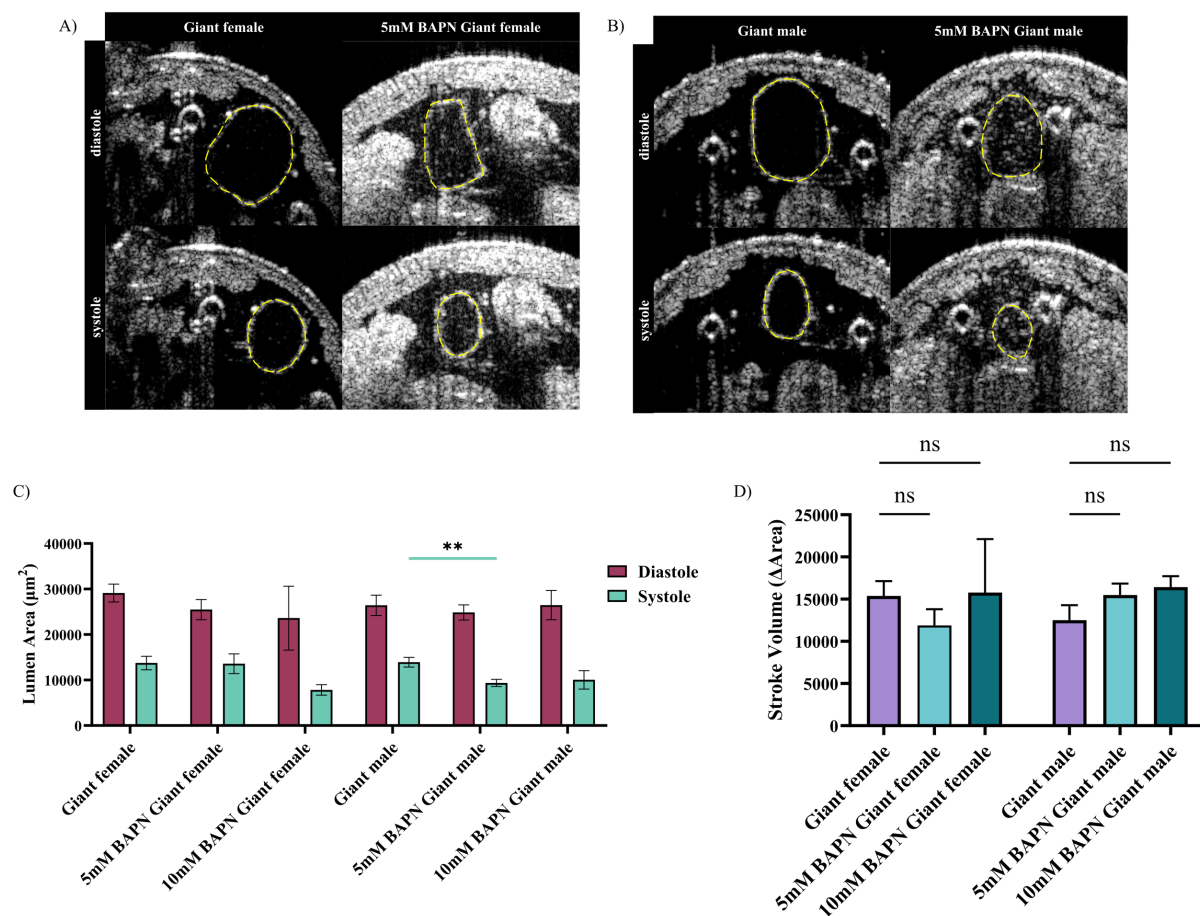 A)
Giant female
5mM BAPN Giant female
diastole
systole
B)
Giant male
5mM BAPN Giant male
diastole
systole
C)
Lumen Area (µm²)
40000
30000
20000
10000
0
**
Diastole
Systole
Giant female
5mM BAPN Giant female
10mM BAPN Giant female
Giant male
5mM BAPN Giant male
10mM BAPN Giant male
D)
Stroke Volume (ΔArea)
25000
20000
15000
10000
5000
0
ns
ns
ns
ns
Giant female
5mM BAPN Giant female
10mM BAPN Giant female
Giant male
5mM BAPN Giant male
10mM BAPN Giant male